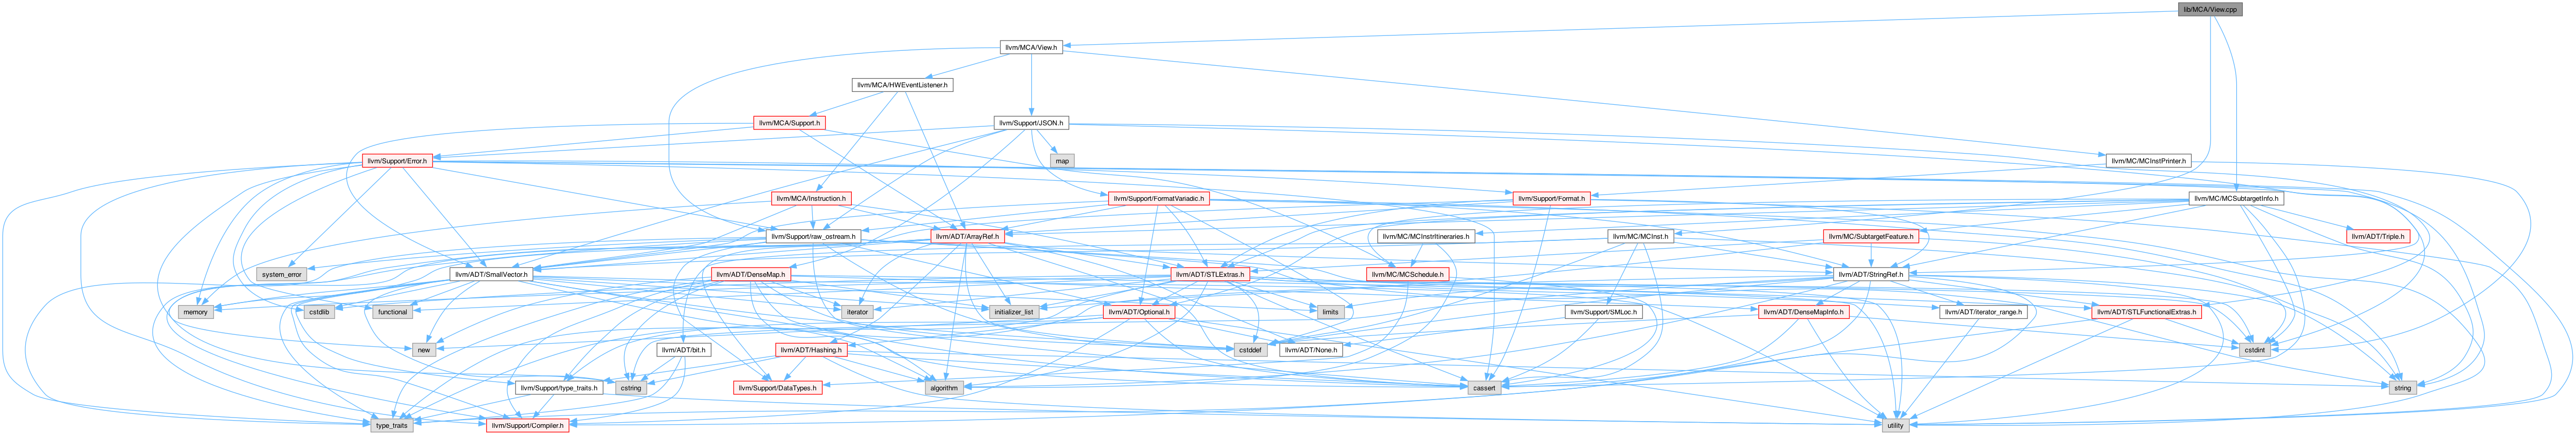 lib/MCA/View.cpp
llvm/MCA/View.h
llvm/MCA/HWEventListener.h
llvm/MCA/Support.h
llvm/Support/JSON.h
map
llvm/Support/Error.h
llvm/MC/MCInstPrinter.h
llvm/MCA/Instruction.h
llvm/Support/FormatVariadic.h
llvm/Support/Format.h
llvm/MC/MCSubtargetInfo.h
llvm/Support/raw_ostream.h
llvm/ADT/ArrayRef.h
llvm/MC/MCInstrItineraries.h
llvm/MC/MCInst.h
llvm/MC/SubtargetFeature.h
llvm/ADT/Triple.h
system_error
llvm/ADT/SmallVector.h
llvm/ADT/DenseMap.h
llvm/ADT/STLExtras.h
llvm/MC/MCSchedule.h
llvm/ADT/StringRef.h
memory
cstdlib
functional
iterator
initializer_list
llvm/ADT/Optional.h
limits
llvm/Support/SMLoc.h
llvm/ADT/DenseMapInfo.h
llvm/ADT/iterator_range.h
llvm/ADT/STLFunctionalExtras.h
new
llvm/ADT/bit.h
llvm/ADT/Hashing.h
cstddef
llvm/ADT/None.h
cstdint
llvm/Support/type_traits.h
cstring
llvm/Support/DataTypes.h
algorithm
cassert
string
type_traits
llvm/Support/Compiler.h
utility